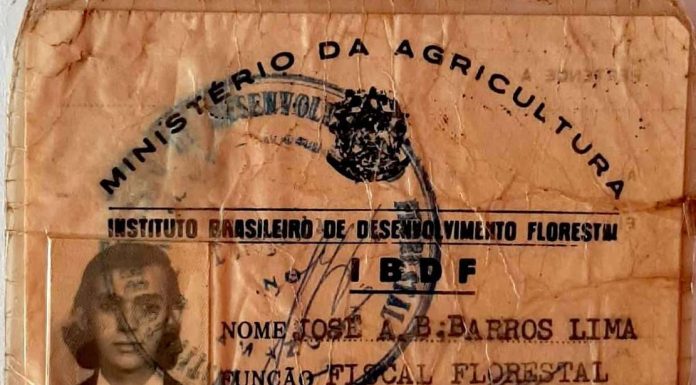 MINISTÉRIO DA AGRICULTURA
INSTITUTO BRASILEIRO DE DESENVOLVIMENTO FLORESTAL
IBDF
NOME JOSÉ A.B. BARROS LIMA
FUNÇÃO FISCAL FLORESTAL